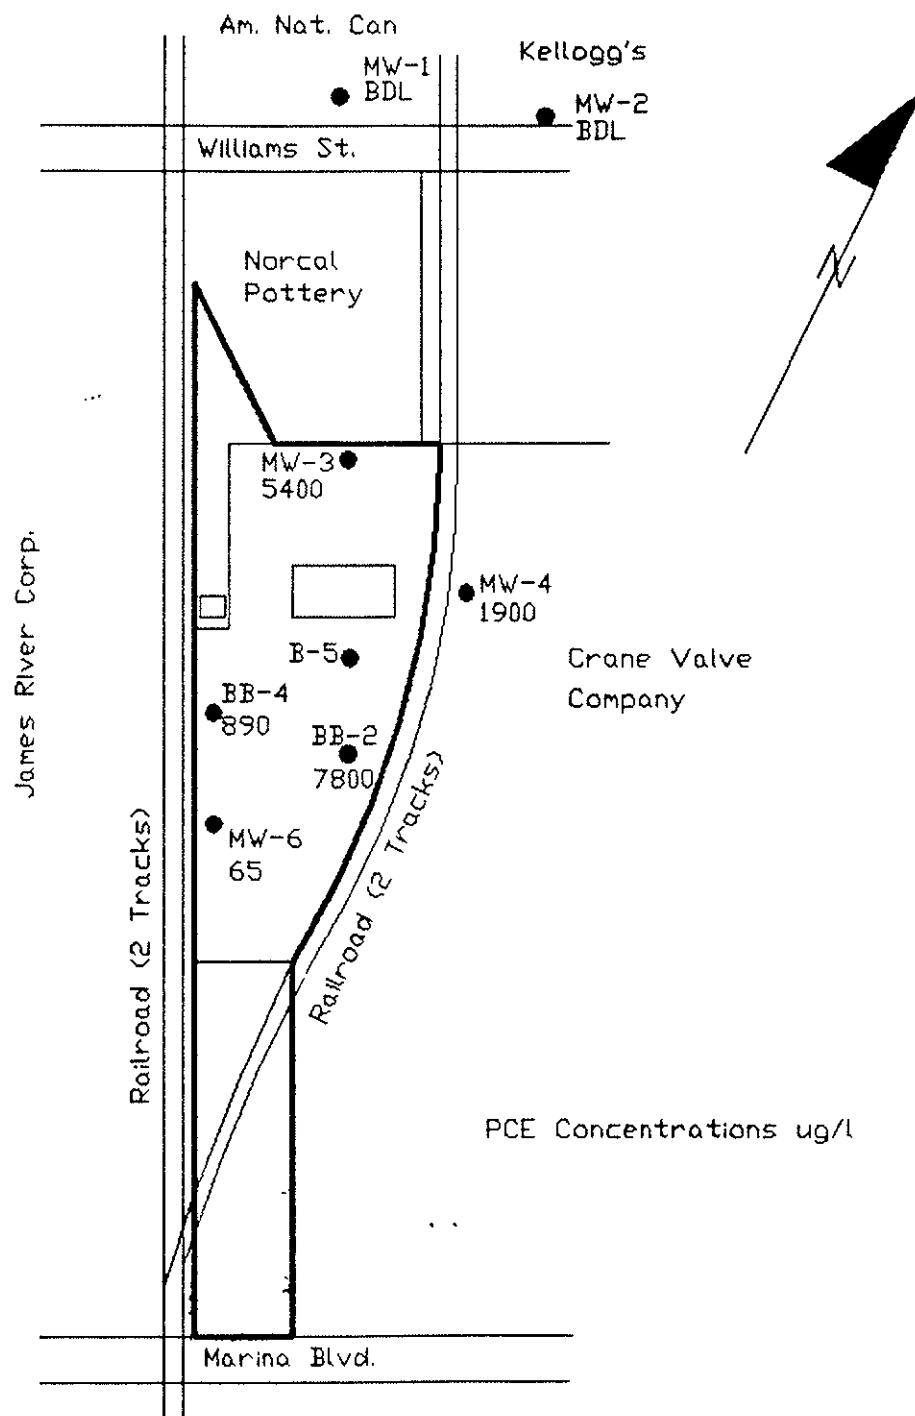 Am. Nat. Can
Kellogg's
MW-1
BDL
MW-2
BDL
Williams St.
N
Norcal
Pottery
MW-3
5400
MW-4
1900
B-5
Crane Valve
Company
BB-4
890
BB-2
7800
James River Corp.
MW-6
65
Railroad (2 Tracks)
Railroad (2 Tracks)
PCE Concentrations ug/l
Marina Blvd.